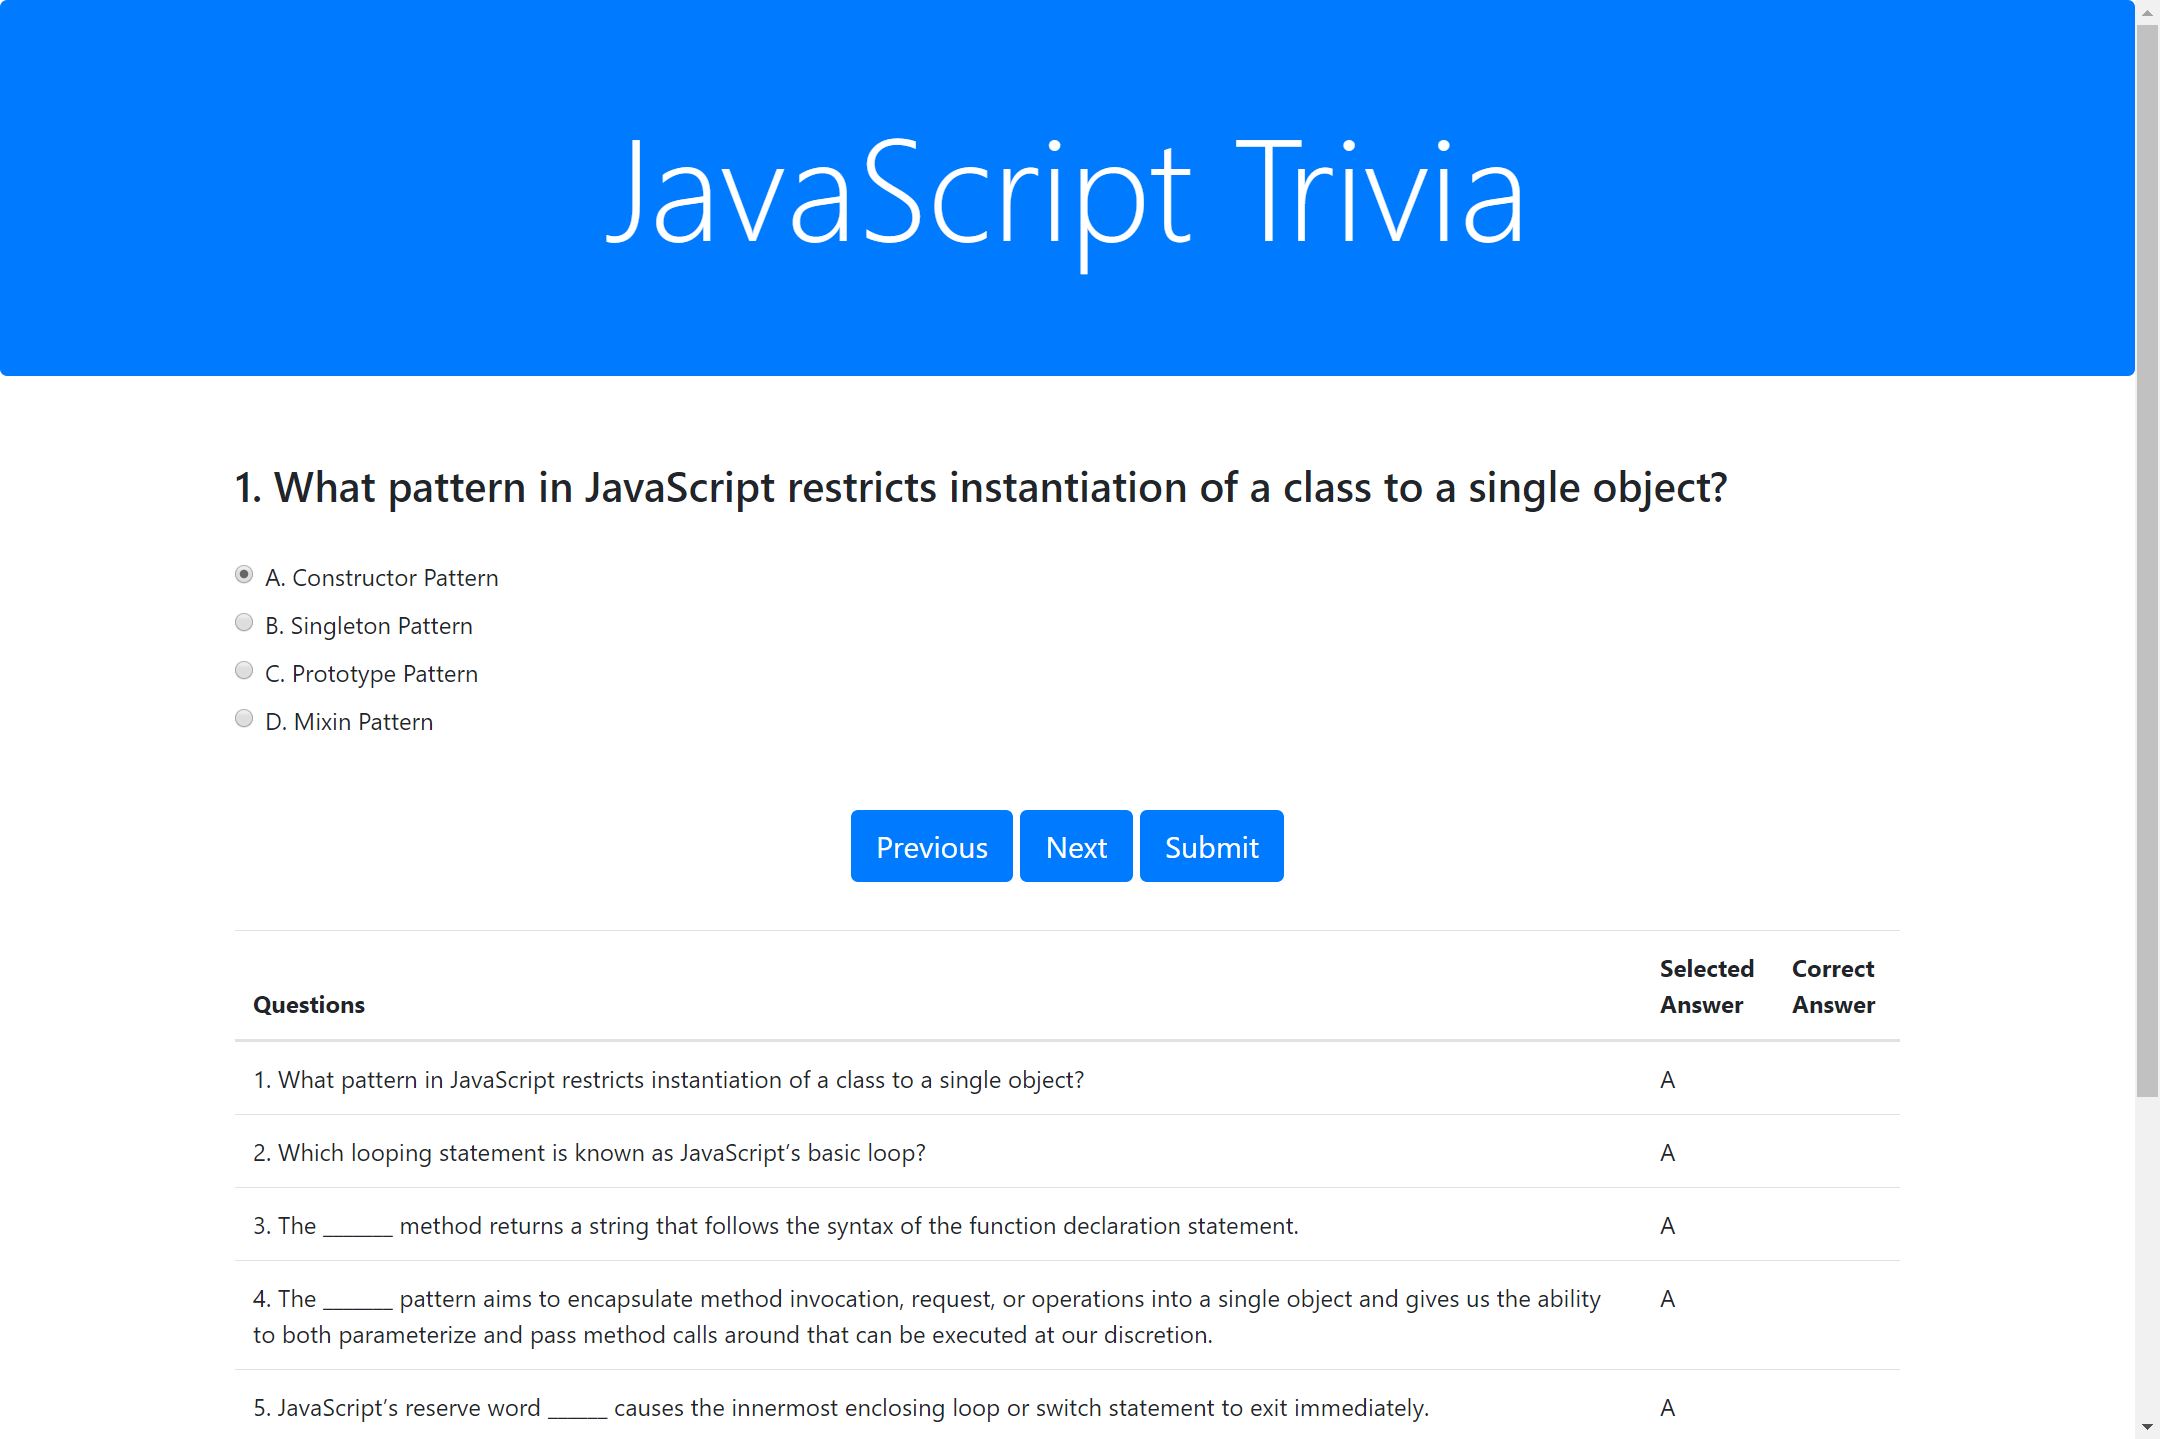 JavaScript Trivia
1. What pattern in JavaScript restricts instantiation of a class to a single object?
A. Constructor Pattern
B. Singleton Pattern
C. Prototype Pattern
D. Mixin Pattern
Previous Next Submit
Questions Selected Answer Correct Answer
1. What pattern in JavaScript restricts instantiation of a class to a single object? A
2. Which looping statement is known as JavaScript’s basic loop? A
3. The _______ method returns a string that follows the syntax of the function declaration statement. A
4. The _______ pattern aims to encapsulate method invocation, request, or operations into a single object and gives us the ability A
to both parameterize and pass method calls around that can be executed at our discretion.
5. JavaScript’s reserve word ______ causes the innermost enclosing loop or switch statement to exit immediately. A